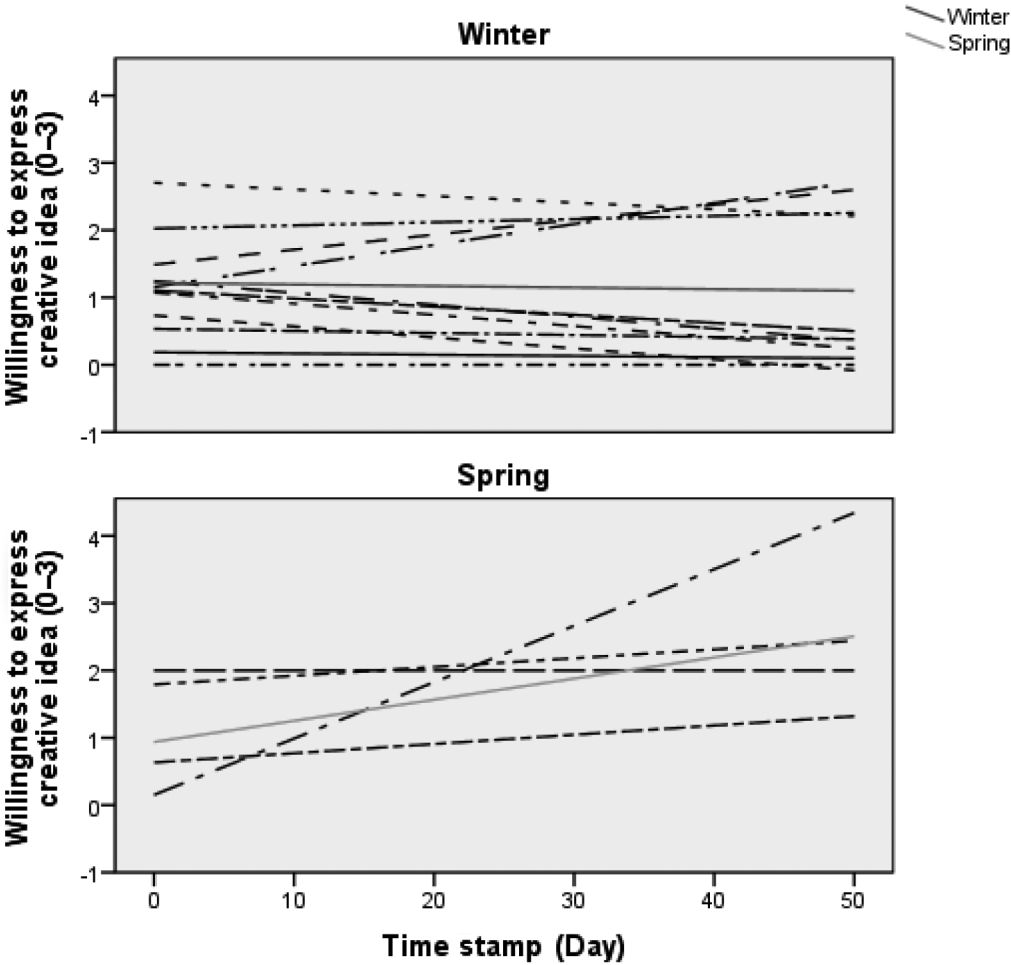 Winter
Winter
Spring
Willingness to express
creative idea (0–3)
4
3
2
1
0
-1
Spring
Willingness to express
creative idea (0–3)
4
3
2
1
0
-1
0 10 20 30 40 50
Time stamp (Day)